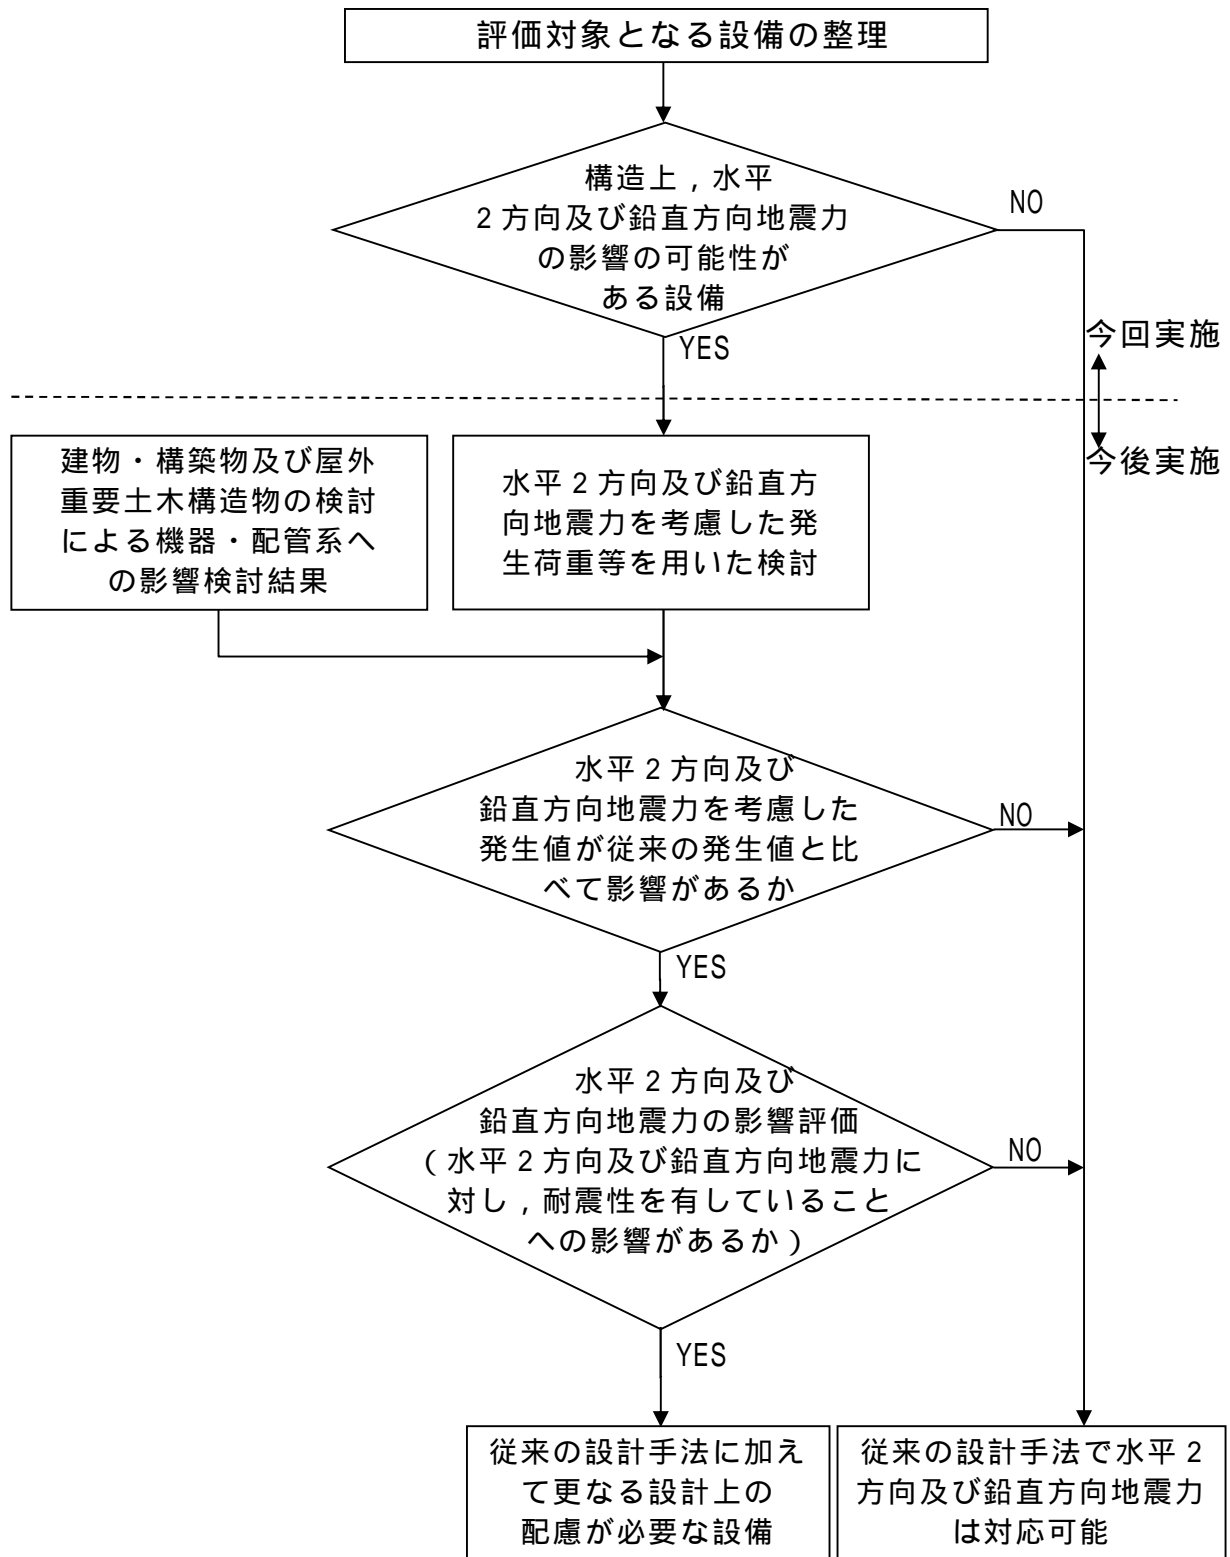 評価対象となる設備の整理
構造上，水平
２方向及び鉛直方向地震力
の影響の可能性が
ある設備
NO
YES
今回実施
今後実施
建物・構築物及び屋外
重要土木構造物の検討
による機器・配管系へ
の影響検討結果
水平２方向及び鉛直方
向地震力を考慮した発
生荷重等を用いた検討
水平２方向及び
鉛直方向地震力を考慮した
発生値が従来の発生値と比
べて影響があるか
NO
YES
水平２方向及び
鉛直方向地震力の影響評価
（水平２方向及び鉛直方向地震力に
対し，耐震性を有していること
への影響があるか）
NO
YES
従来の設計手法に加え
て更なる設計上の
配慮が必要な設備
従来の設計手法で水平２
方向及び鉛直方向地震力
は対応可能